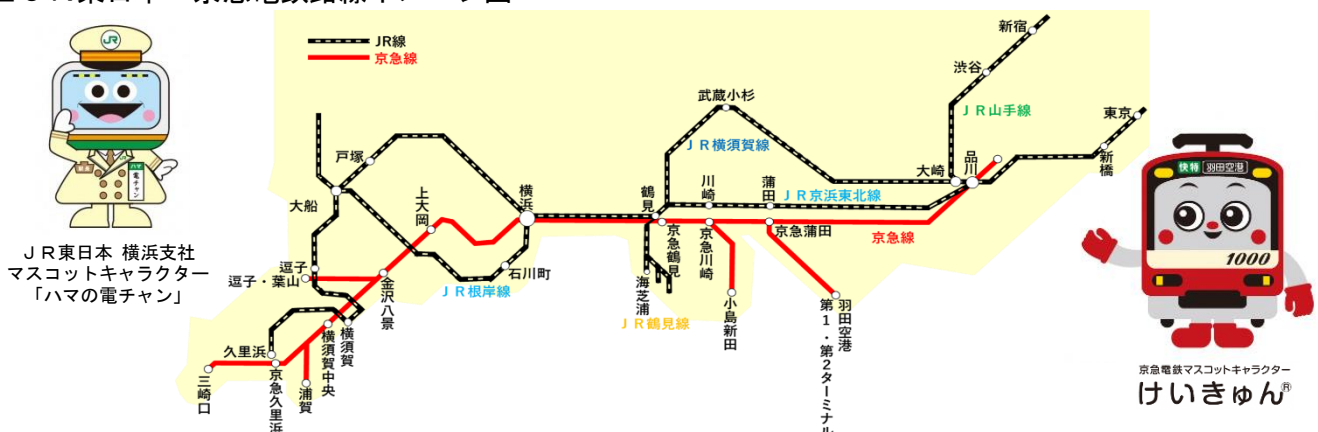 JR線
京急線
新宿
渋谷
東京
武蔵小杉
ＪＲ山手線
ＪＲ横須賀線
新橋
品川
大崎
戸塚
鶴見
川崎
蒲田
ＪＲ京浜東北線
横浜
上大岡
大船
京急線
京急蒲田
京急川崎
京急鶴見
石川町
逗子
逗子・葉山
金沢八景
ＪＲ根岸線
海芝浦
ＪＲ鶴見線
小島新田
羽田空港
第１・第２ターミナル
横須賀
横須賀中央
久里浜
京急久里浜
浦賀
三崎口
JR
ハマの
電チャン
ＪＲ東日本 横浜支社
マスコットキャラクター
「ハマの電チャン」
快特 羽田空港
1000
京急電鉄マスコットキャラクター
けいきゅん®